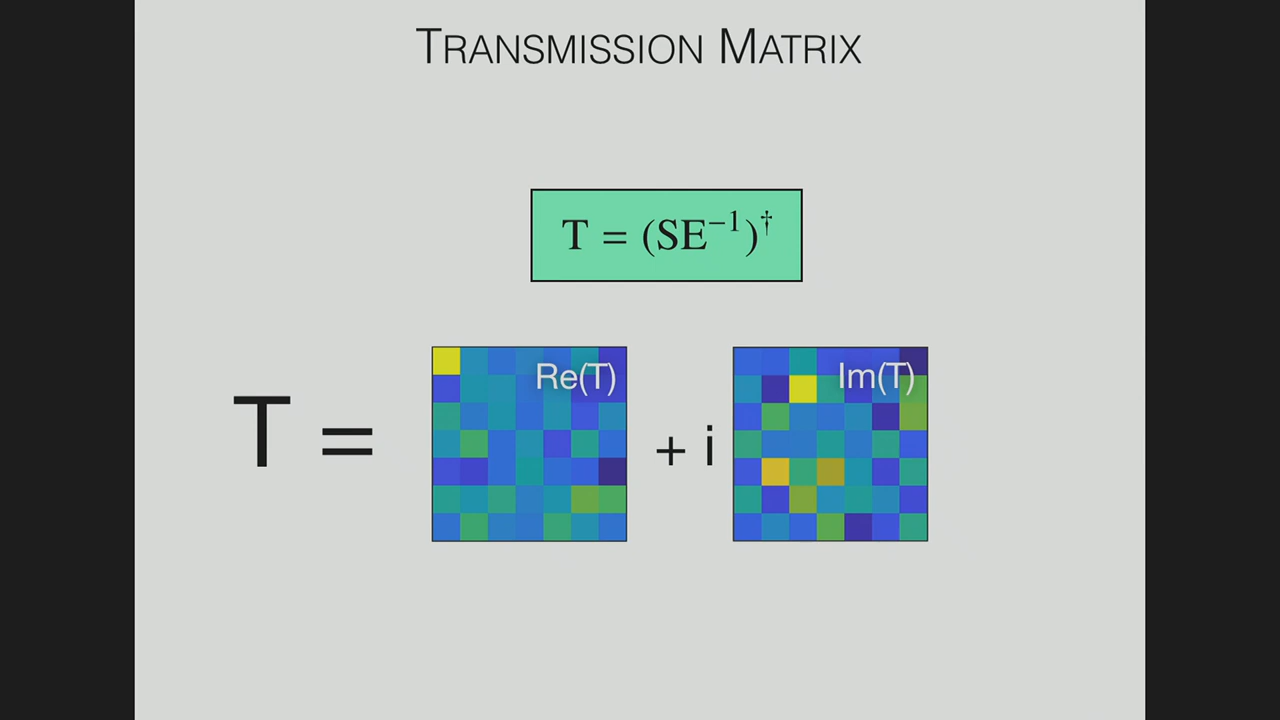 TRANSMISSION MATRIX
T = (SE⁻¹)†
T = Re(T) + i Im(T)